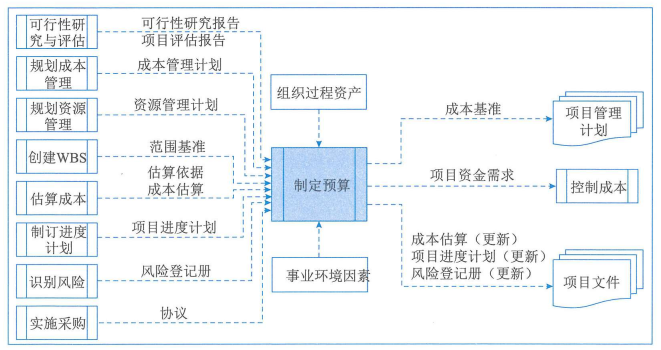 可行性研
究与评估
可行性研究报告
项目评估报告
规划成本
管理
成本管理计划
规划资源
管理
资源管理计划
创建WBS
范围基准
估算成本
估算依据
成本估算
制订进度
计划
项目进度计划
识别风险
风险登记册
实施采购
协议
组织过程资产
制定预算
事业环境因素
成本基准
项目管理
计划
项目资金需求
控制成本
成本估算（更新）
项目进度计划（更新）
风险登记册（更新）
项目文件